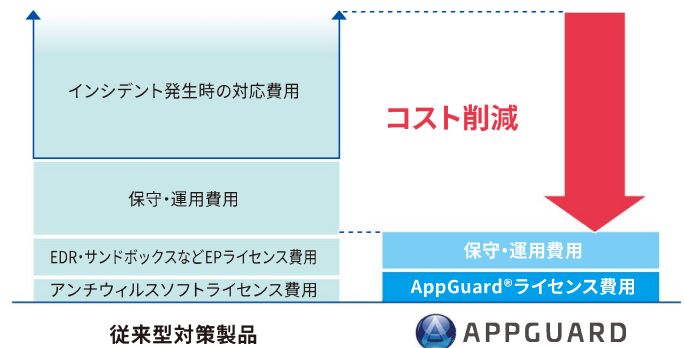 インシデント発生時の対応費用
コスト削減
保守・運用費用
EDR・サンドボックスなどEPライセンス費用
アンチウィルスソフトライセンス費用
保守・運用費用
AppGuard®ライセンス費用
従来型対策製品
APPGUARD